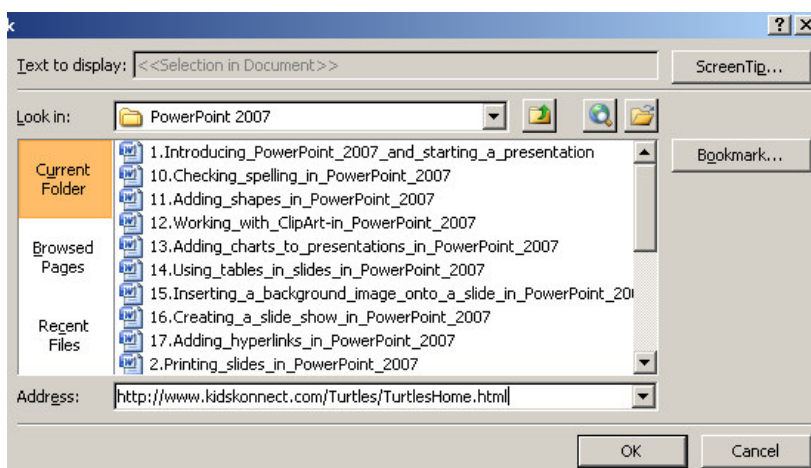 k
Text to display: <<Selection in Document>>
ScreenTip...
Look in: PowerPoint 2007
Current Folder
Browsed Pages
Recent Files
1.Introducing_PowerPoint_2007_and_starting_a_presentation
10.Checking_spelling_in_PowerPoint_2007
11.Adding_shapes_in_PowerPoint_2007
12.Working_with_ClipArt-in_PowerPoint_2007
13.Adding_charts_to_presentations_in_PowerPoint_2007
14.Using_tables_in_slides_in_PowerPoint_2007
15.Inserting_a_background_image_onto_a_slide_in_PowerPoint_20
16.Creating_a_slide_show_in_PowerPoint_2007
17.Adding_hyperlinks_in_PowerPoint_2007
2.Printing_slides_in_PowerPoint_2007
Bookmark...
Address: http://www.kidskonnect.com/Turtles/TurtlesHome.html
OK
Cancel